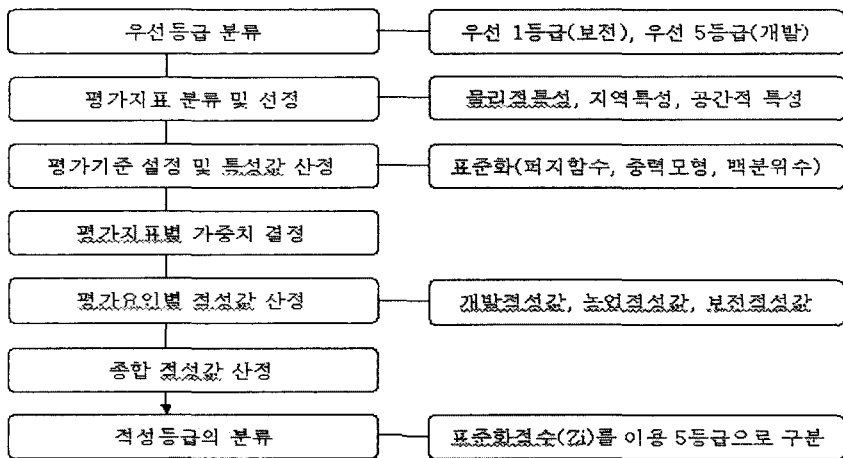 우선등급 분류
우선 1등급(보전), 우선 5등급(개발)
평가지표 분류 및 선정
물리적특성, 지역특성, 공간적 특성
평가기준 설정 및 특성값 산정
표준화(퍼지함수, 중력모형, 백분위수)
평가지표별 가중치 결정
평가요인별 적성값 산정
개발적성값, 농업적성값, 보전적성값
종합 적성값 산정
적성등급의 분류
표준화점수(Zi)를 이용 5등급으로 구분